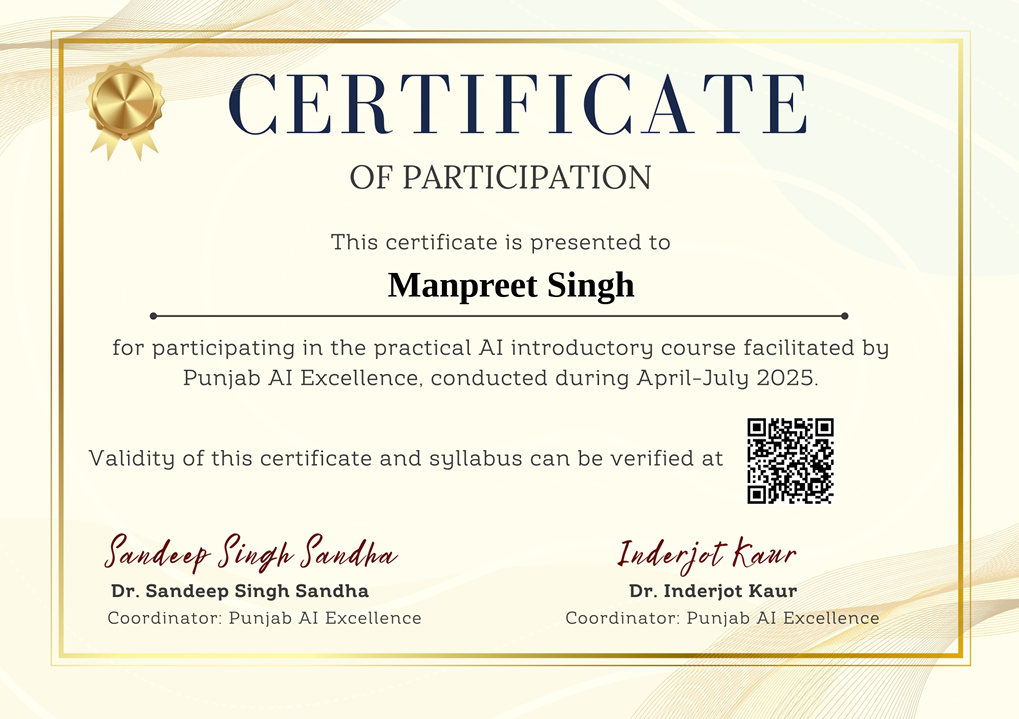 CERTIFICATE
OF PARTICIPATION
This certificate is presented to
Manpreet Singh
for participating in the practical AI introductory course facilitated by
Punjab AI Excellence, conducted during April-July 2025.
Validity of this certificate and syllabus can be verified at
Sandeep Singh Sandha
Inderjot Kaur
Dr. Sandeep Singh Sandha
Dr. Inderjot Kaur
Coordinator: Punjab AI Excellence
Coordinator: Punjab AI Excellence